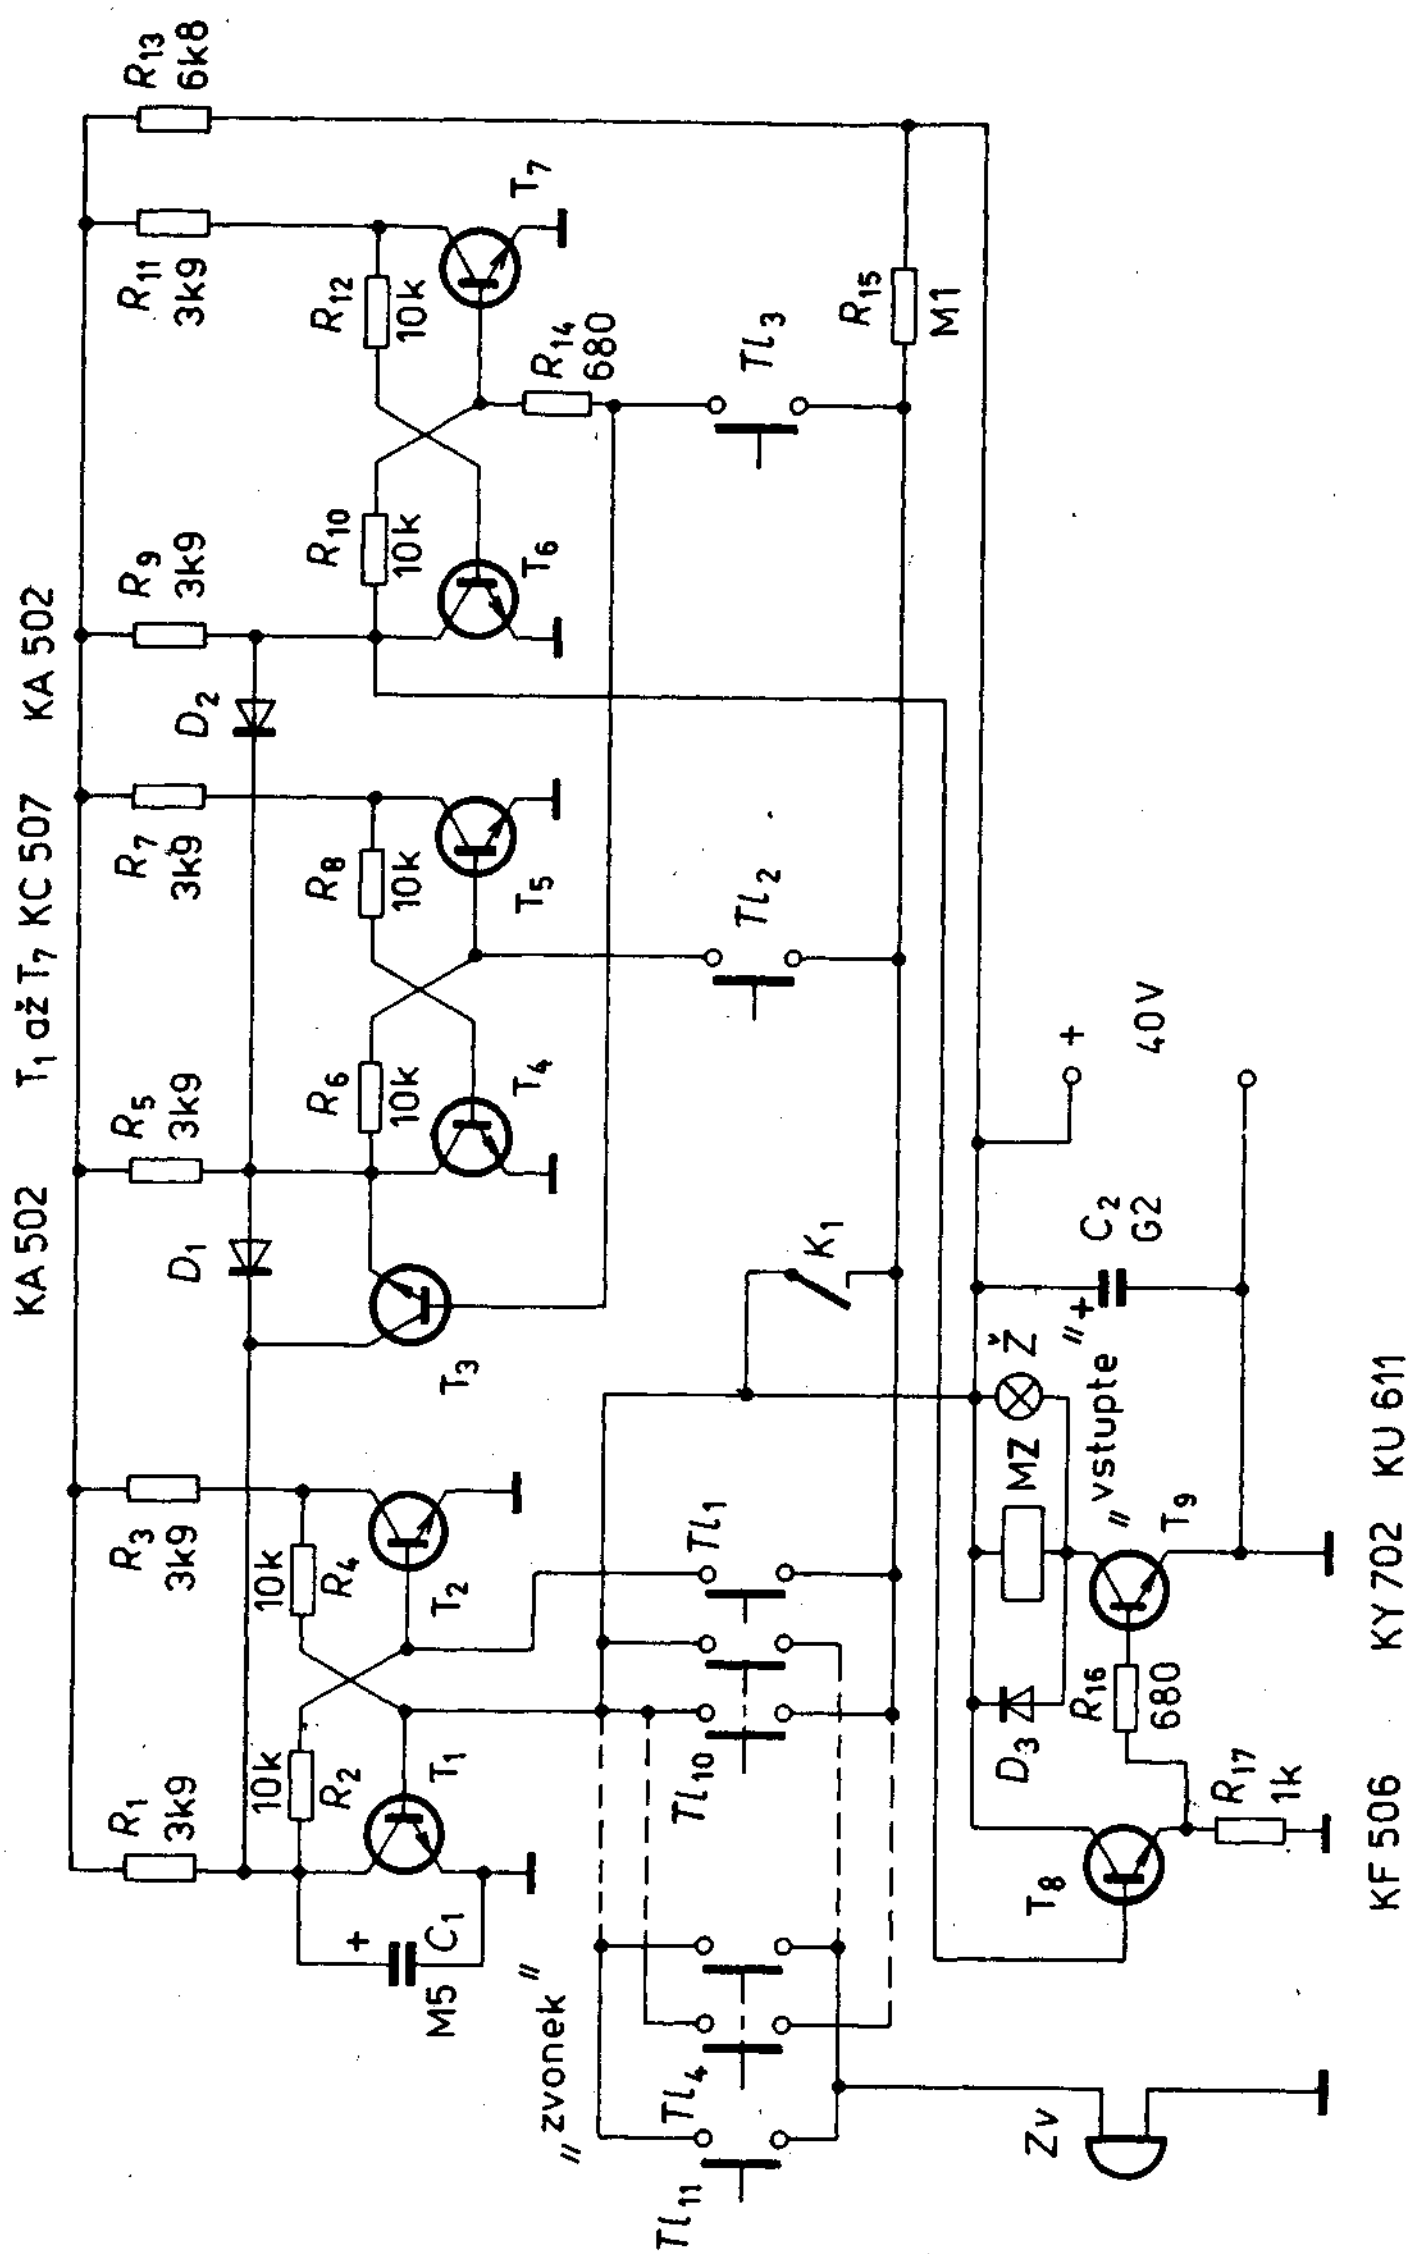 KA 502 T1 až T7 KC 507 KA 502
R1
3k9
R3
3k9
R5
3k9
R7
3k9
R9
3k9
R11
3k9
R13
6k8
D1
D2
10k
R2
10k
R4
R6
10k
R8
10k
R10
10k
R12
10k
+
M5
C1
T1
T2
T3
T4
T5
T6
T7
R14
680
„zvonek"
Tl11
Tl4
Tl10
Tl1
K1
Tl2
Tl3
R15
M1
Zv
T8
R17
1k
D3
R16
680
T9
MZ
Ž
„vstupte"
+
C2
G2
+
40V
KF 506 KY 702 KU 611